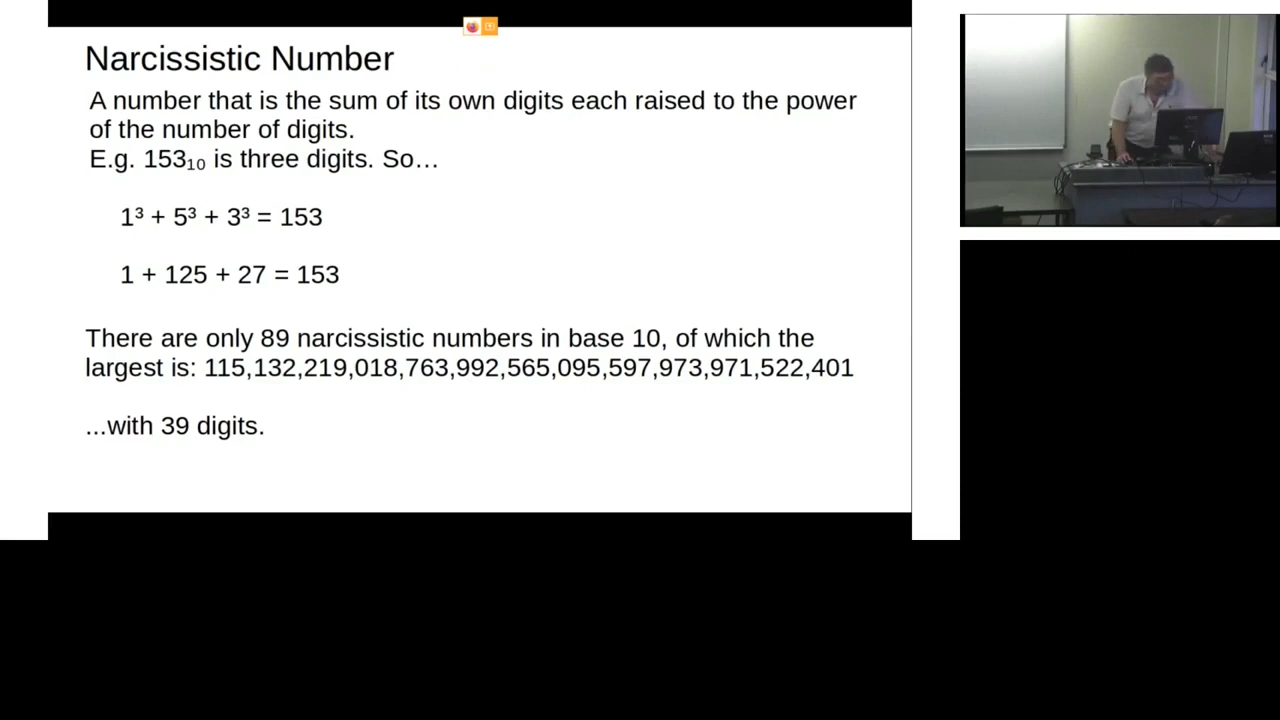 Narcissistic Number
A number that is the sum of its own digits each raised to the power
of the number of digits.
E.g. 153₁₀ is three digits. So…
1³ + 5³ + 3³ = 153
1 + 125 + 27 = 153
There are only 89 narcissistic numbers in base 10, of which the
largest is: 115,132,219,018,763,992,565,095,597,973,971,522,401
...with 39 digits.